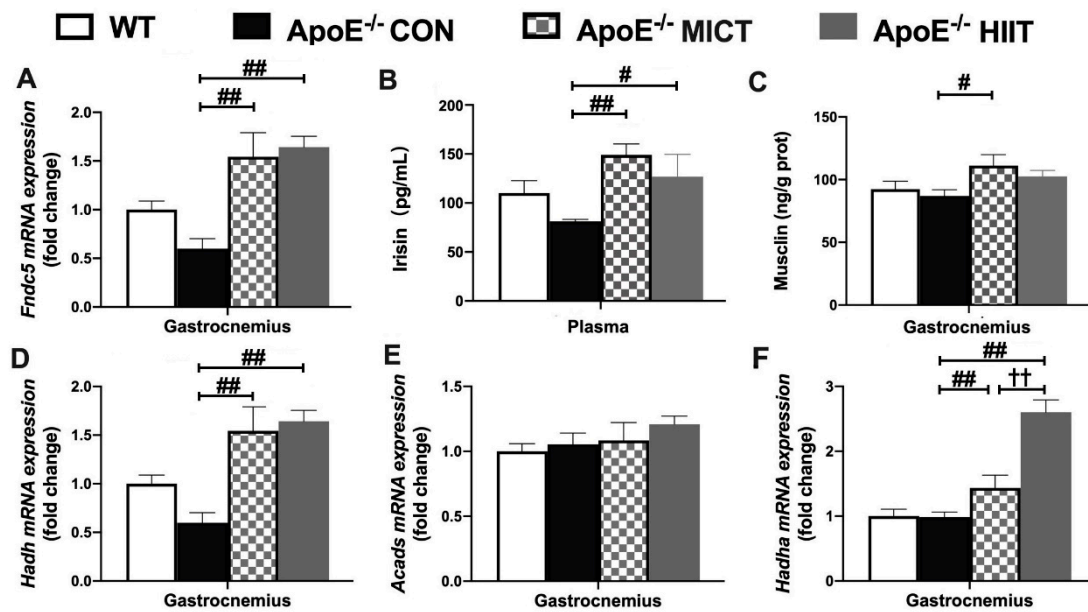 WT ApoE-/- CON ApoE-/- MICT ApoE-/- HIIT
A
##
##
Fndc5 mRNA expression
(fold change)
2.0
1.5
1.0
0.5
0.0
Gastrocnemius
B
#
##
Irisin (pg/mL)
200
150
100
50
0
Plasma
C
#
Musclin (ng/g prot)
150
100
50
0
Gastrocnemius
D
##
##
Hadh mRNA expression
(fold change)
2.0
1.5
1.0
0.5
0.0
Gastrocnemius
E
Acads mRNA expression
(fold change)
1.5
1.0
0.5
0.0
Gastrocnemius
F
##
##
††
Hadha mRNA expression
(fold change)
3
2
1
0
Gastrocnemius